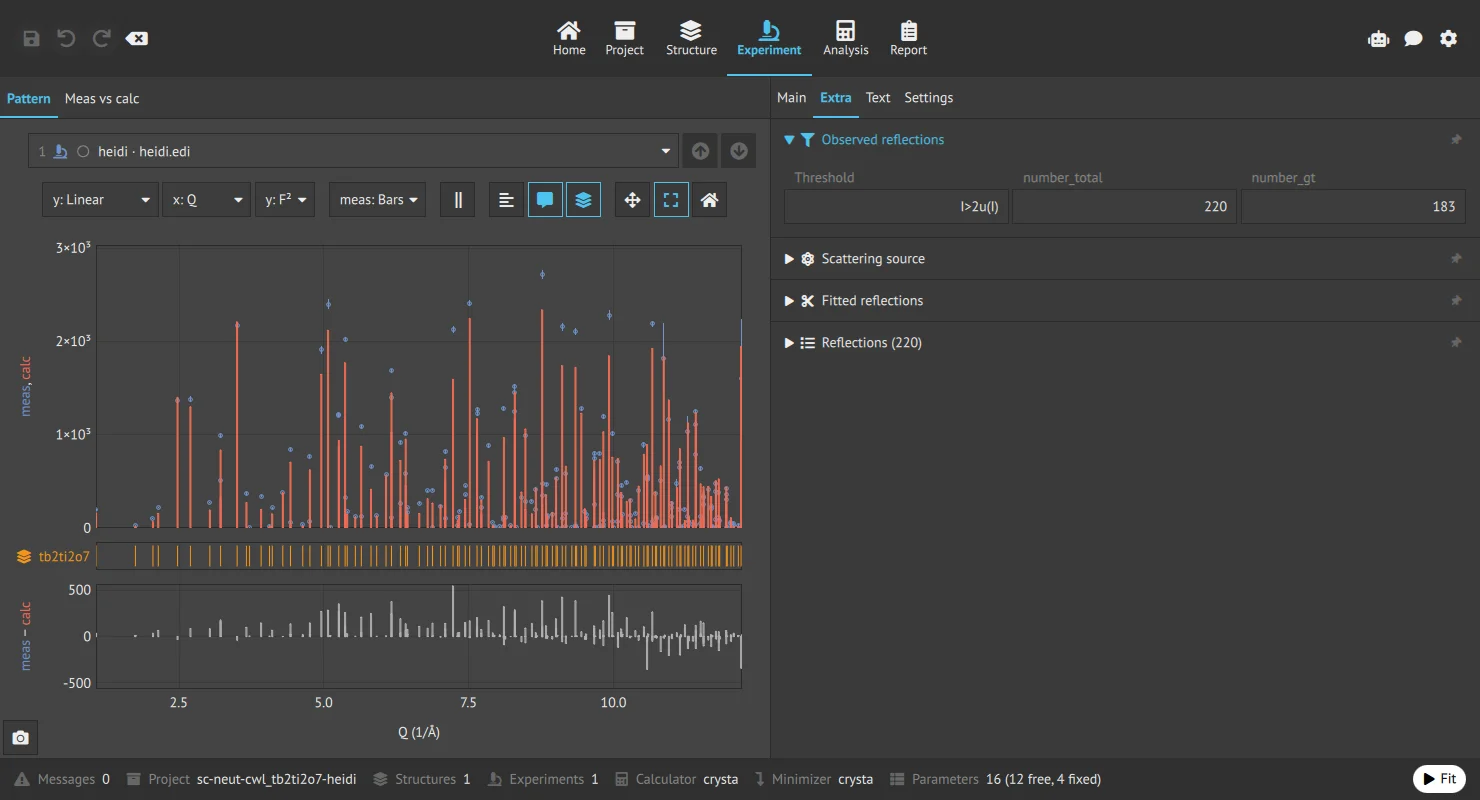 Home Project Structure Experiment Analysis Report
Pattern Meas vs calc
Main Extra Text Settings
1 heidi · heidi.edi
y: Linear x: Q y: F² meas: Bars
3×10³
2×10³
1×10³
0
meas, calc
tb2ti2o7
500
0
-500
meas − calc
2.5 5.0 7.5 10.0
Q (1/Å)
Observed reflections
Threshold number_total number_gt
I>2u(I) 220 183
Scattering source
Fitted reflections
Reflections (220)
Messages 0 Project sc-neut-cwl_tb2ti2o7-heidi Structures 1 Experiments 1 Calculator crysta Minimizer crysta Parameters 16 (12 free, 4 fixed) Fit